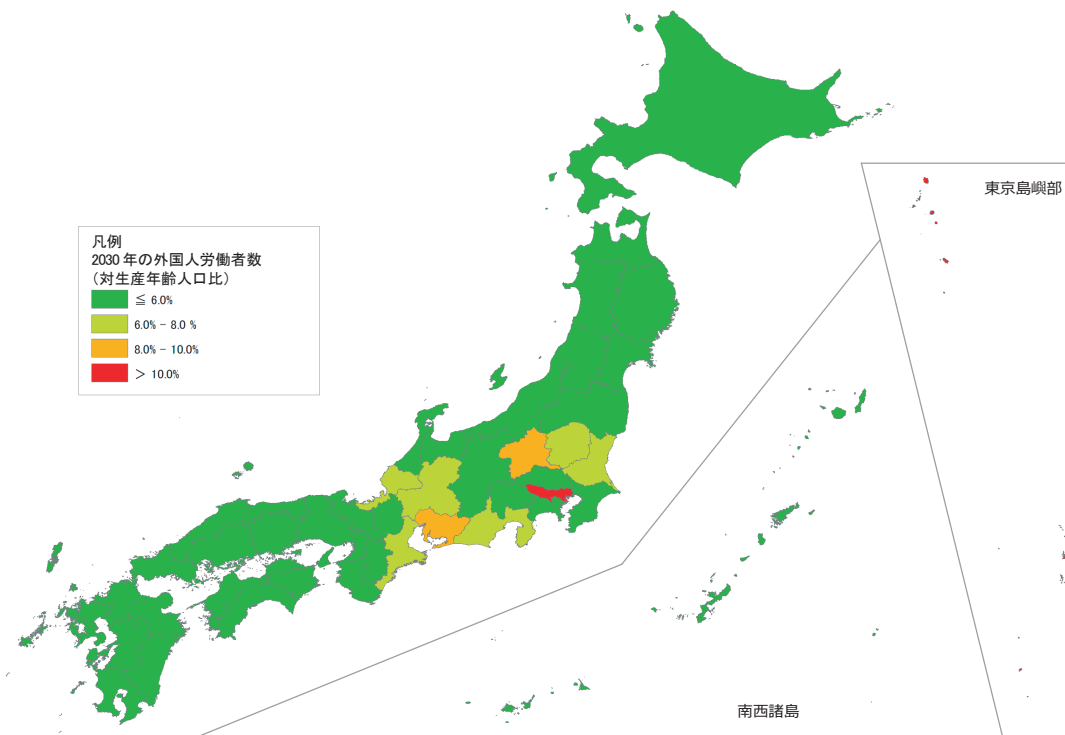 凡例
2030 年の外国人労働者数
(対生産年齢人口比)
≦ 6.0%
6.0% - 8.0 %
8.0% - 10.0%
> 10.0%
東京島嶼部
南西諸島